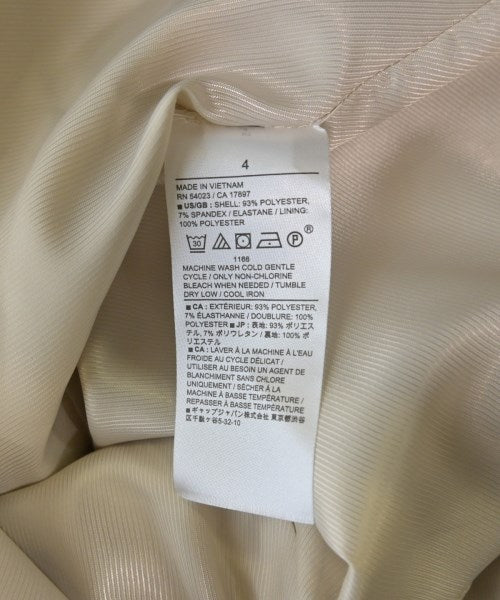 4
MADE IN VIETNAM
RN 54023 / CA 17897
■ US/GB : SHELL: 93% POLYESTER,
7% SPANDEX / ELASTANE / LINING:
100% POLYESTER
30 P ®
1166
MACHINE WASH COLD GENTLE
CYCLE / ONLY NON-CHLORINE
BLEACH WHEN NEEDED / TUMBLE
DRY LOW / COOL IRON
■ CA : EXTÉRIEUR: 93% POLYESTER,
7% ÉLASTHANNE / DOUBLURE: 100%
POLYESTER ■ JP : 表地: 93% ポリエス
テル, 7% ポリウレタン / 裏地: 100% ポ
リエステル
■ CA : LAVER À LA MACHINE À L'EAU
FROIDE AU CYCLE DÉLICAT /
UTILISER AU BESOIN UN AGENT DE
BLANCHIMENT SANS CHLORE
UNIQUEMENT / SÉCHER À LA
MACHINE À BASSE TEMPÉRATURE /
REPASSER À BASSE TEMPÉRATURE
■ ギャップジャパン株式会社 東京都渋谷
区千駄ヶ谷5-32-10